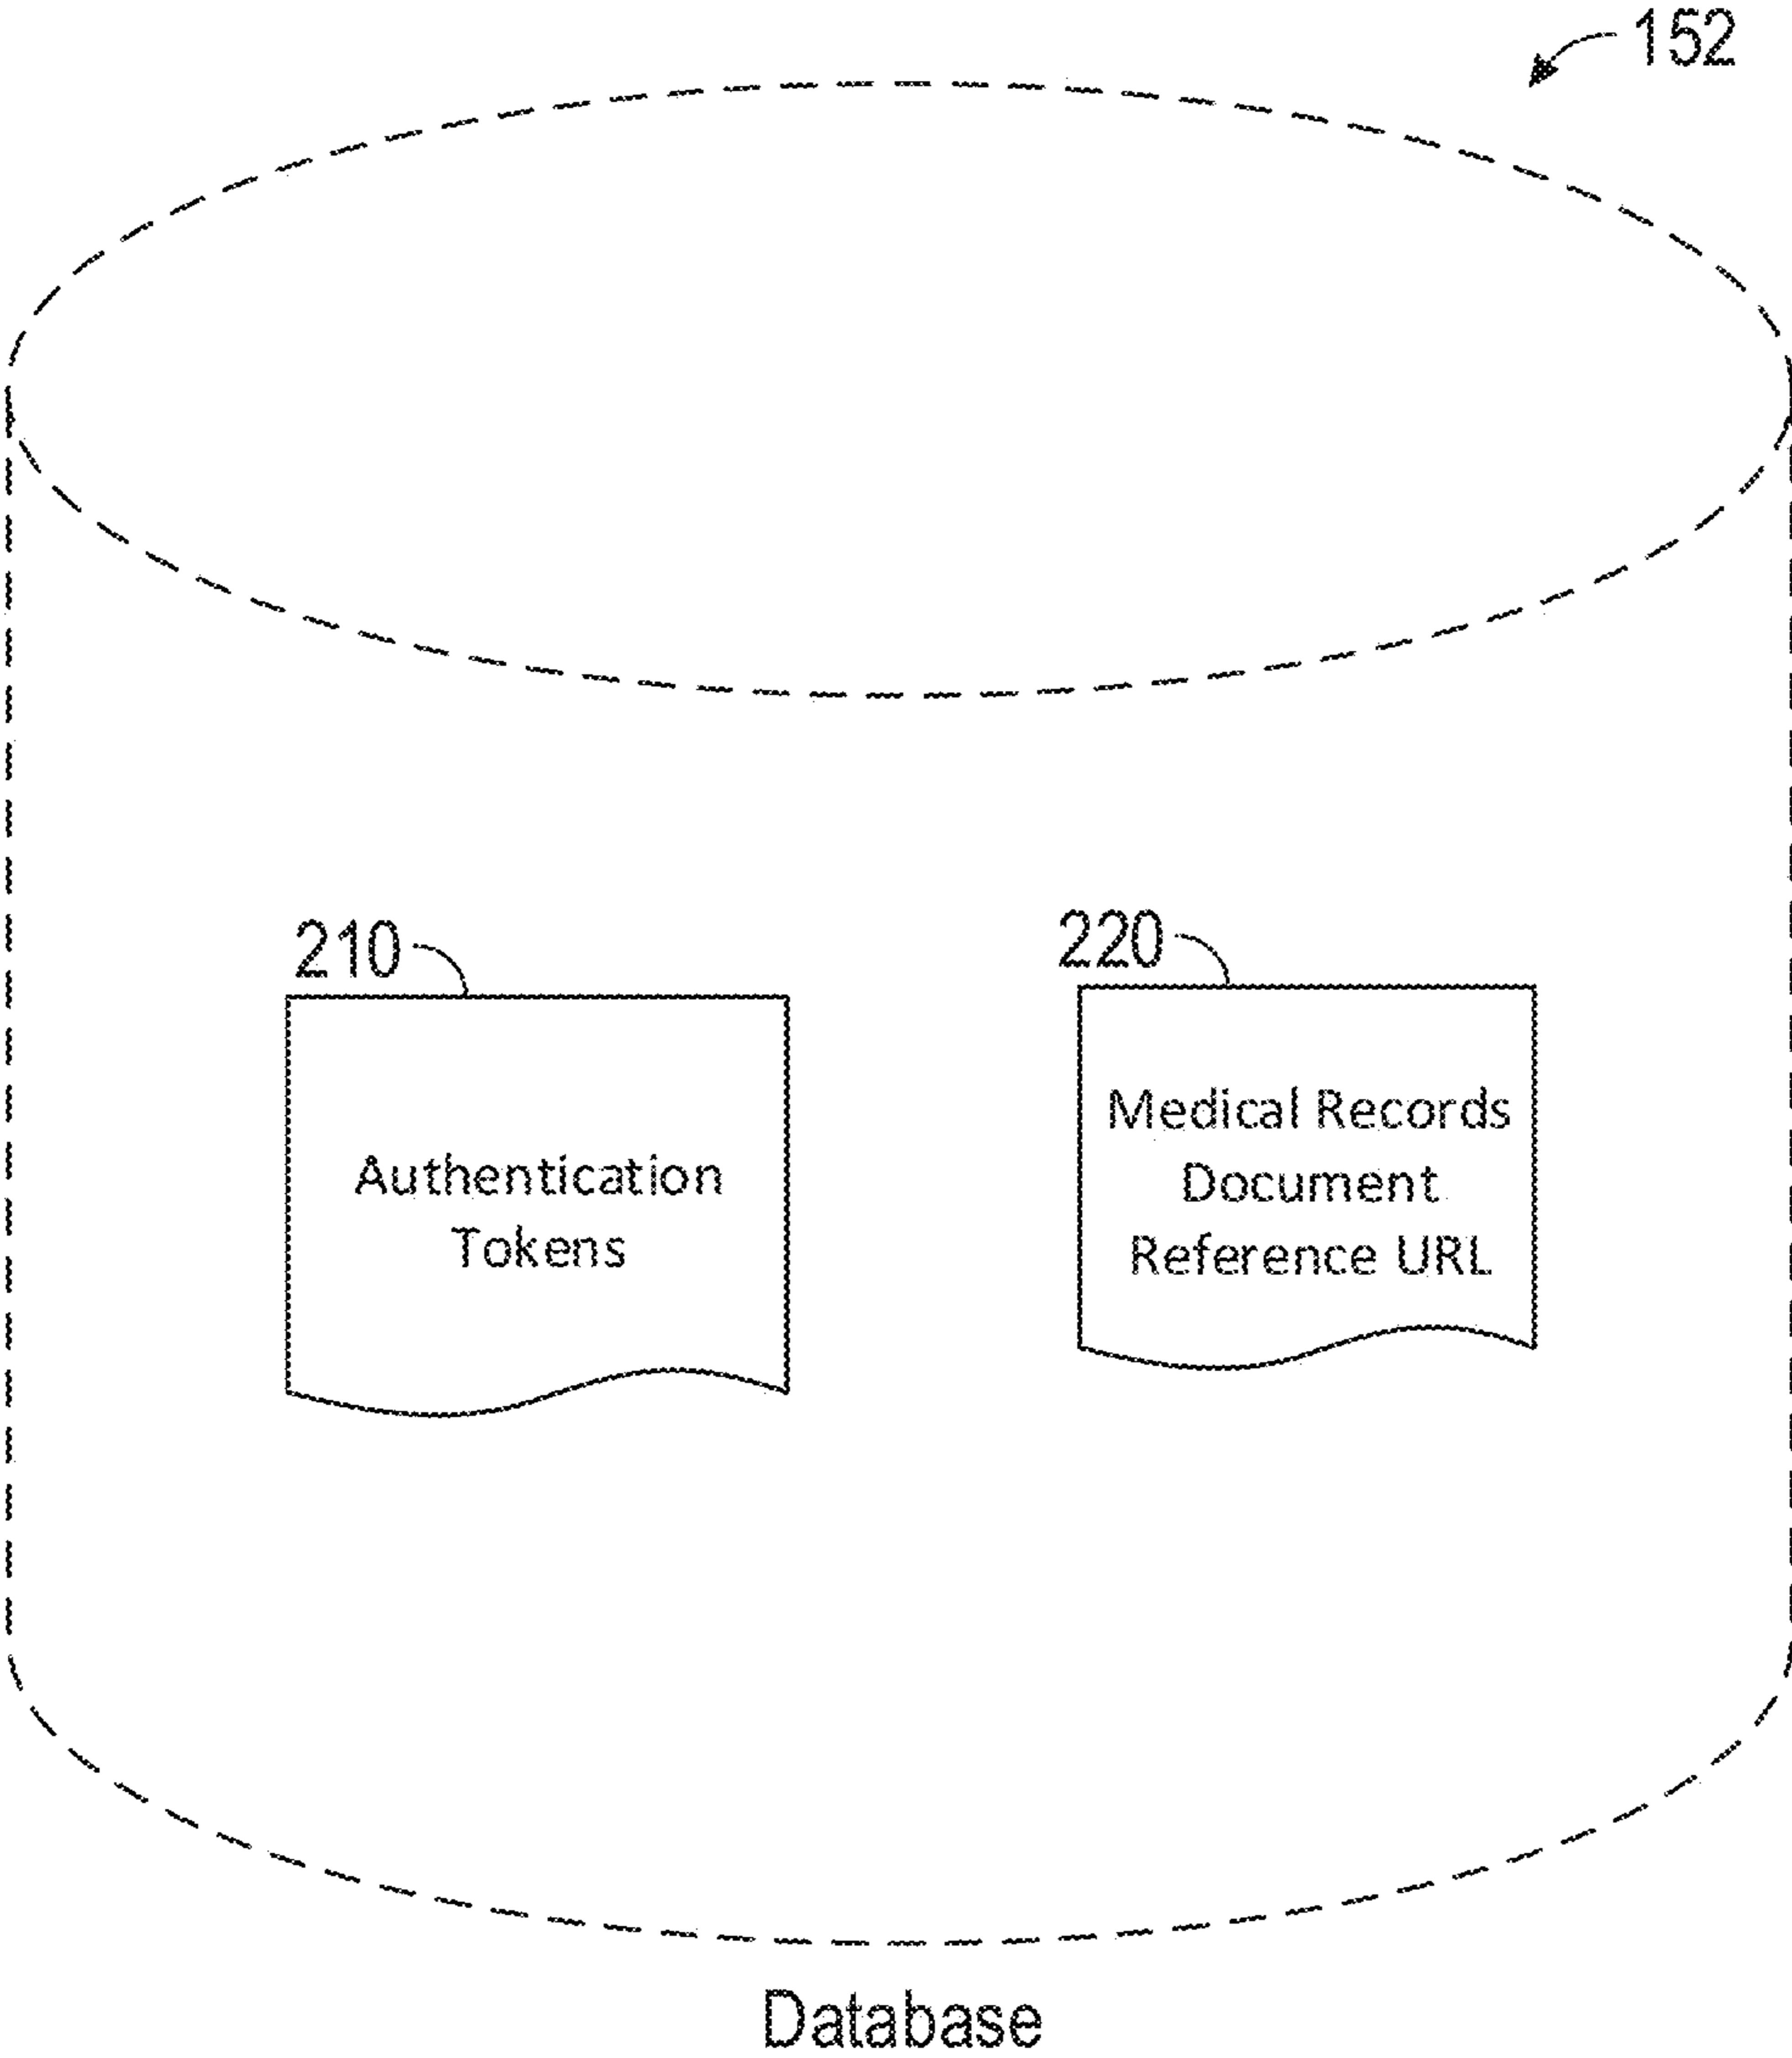 152
210
Authentication
Tokens
220
Medical Records
Document
Reference URL
Database